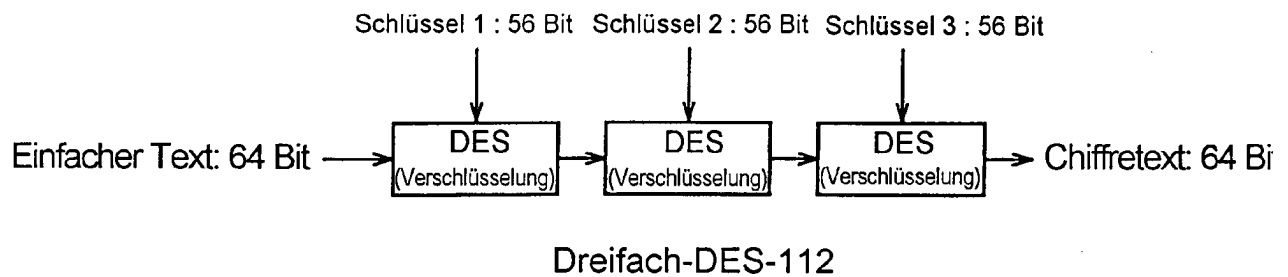 Schlüssel 1 : 56 Bit Schlüssel 2 : 56 Bit Schlüssel 3 : 56 Bit
DES DES DES
Einfacher Text: 64 Bit (Verschlüsselung) (Verschlüsselung) (Verschlüsselung) Chiffretext: 64 Bit
Dreifach-DES-112